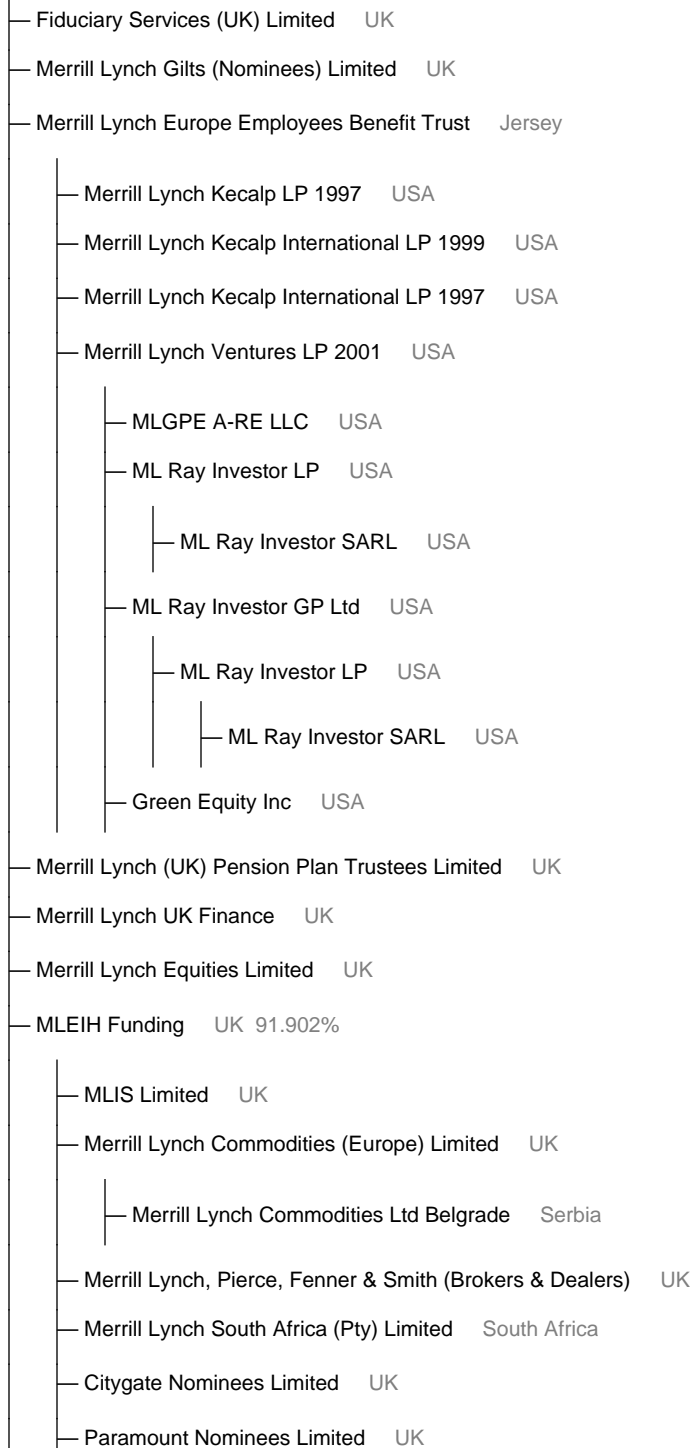 Fiduciary Services (UK) Limited UK
Merrill Lynch Gilts (Nominees) Limited UK
Merrill Lynch Europe Employees Benefit Trust Jersey
Merrill Lynch Kecalp LP 1997 USA
Merrill Lynch Kecalp International LP 1999 USA
Merrill Lynch Kecalp International LP 1997 USA
Merrill Lynch Ventures LP 2001 USA
MLGPE A-RE LLC USA
ML Ray Investor LP USA
ML Ray Investor SARL USA
ML Ray Investor GP Ltd USA
ML Ray Investor LP USA
ML Ray Investor SARL USA
Green Equity Inc USA
Merrill Lynch (UK) Pension Plan Trustees Limited UK
Merrill Lynch UK Finance UK
Merrill Lynch Equities Limited UK
MLEIH Funding UK 91.902%
MLIS Limited UK
Merrill Lynch Commodities (Europe) Limited UK
Merrill Lynch Commodities Ltd Belgrade Serbia
Merrill Lynch, Pierce, Fenner & Smith (Brokers & Dealers) UK
Merrill Lynch South Africa (Pty) Limited South Africa
Citygate Nominees Limited UK
Paramount Nominees Limited UK